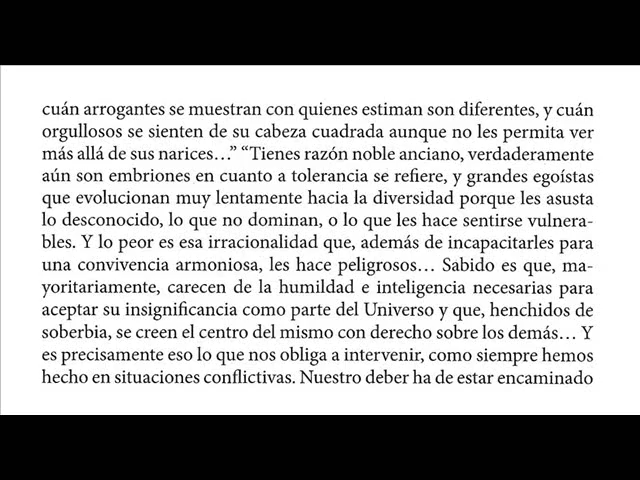 cuán arrogantes se muestran con quienes estiman son diferentes, y cuán
orgullosos se sienten de su cabeza cuadrada aunque no les permita ver
más allá de sus narices…” “Tienes razón noble anciano, verdaderamente
aún son embriones en cuanto a tolerancia se refiere, y grandes egoístas
que evolucionan muy lentamente hacia la diversidad porque les asusta
lo desconocido, lo que no dominan, o lo que les hace sentirse vulnera-
bles. Y lo peor es esa irracionalidad que, además de incapacitarles para
una convivencia armoniosa, les hace peligrosos… Sabido es que, ma-
yoritariamente, carecen de la humildad e inteligencia necesarias para
aceptar su insignificancia como parte del Universo y que, henchidos de
soberbia, se creen el centro del mismo con derecho sobre los demás… Y
es precisamente eso lo que nos obliga a intervenir, como siempre hemos
hecho en situaciones conflictivas. Nuestro deber ha de estar encaminado